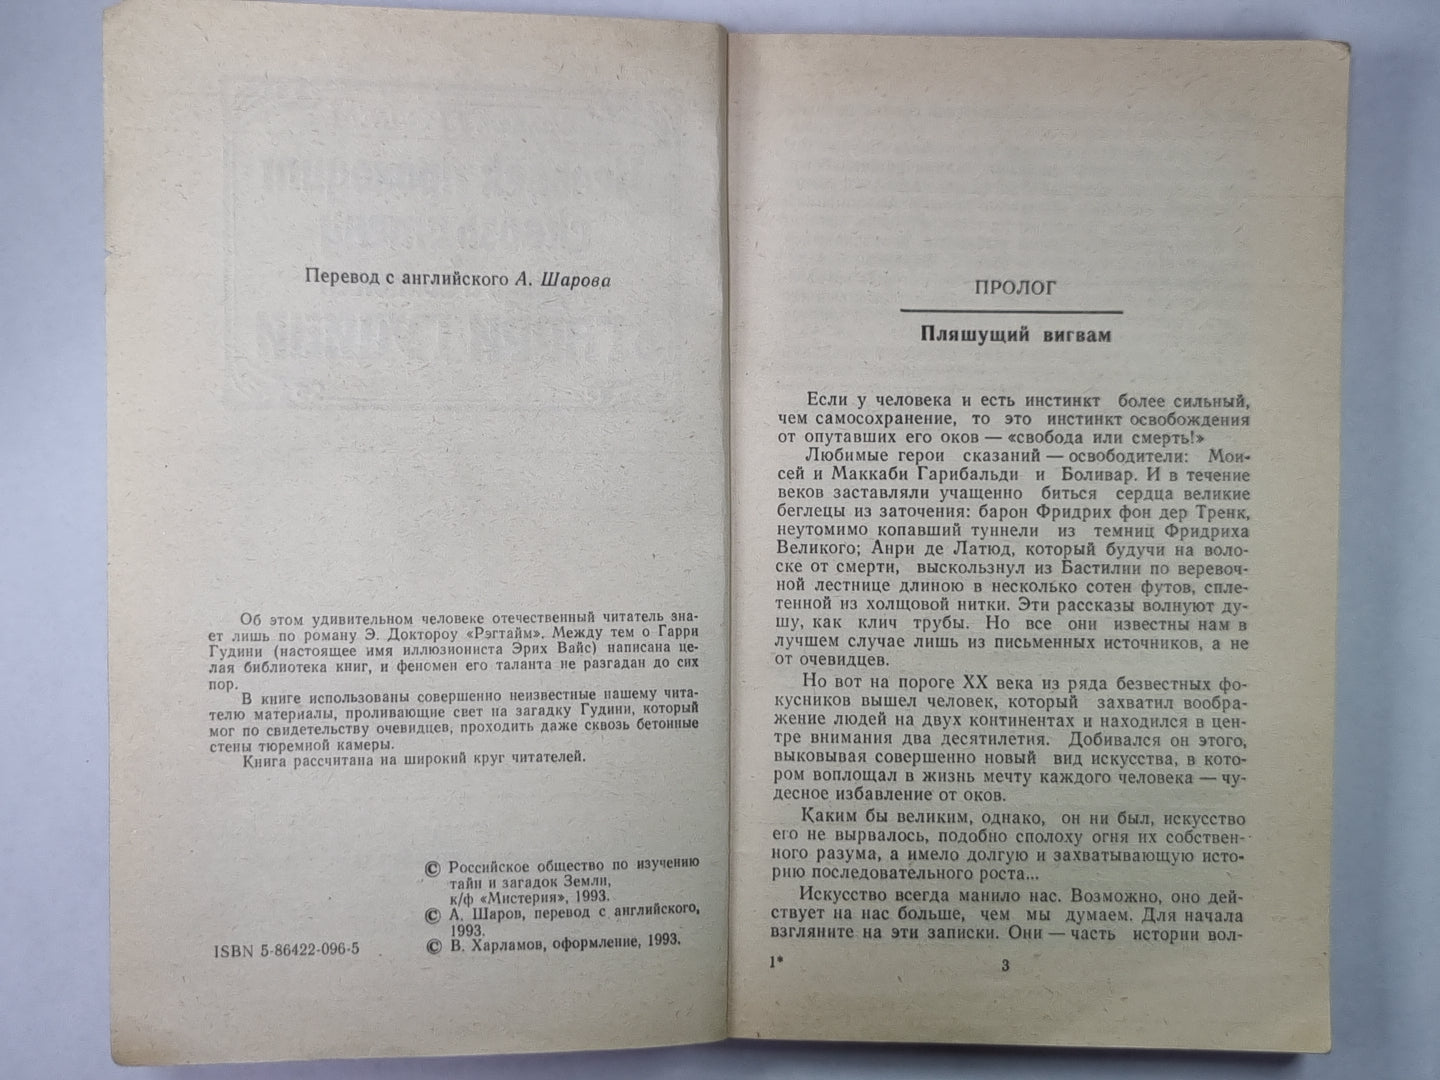 Перевод с английского А. Шарова
Об этом удивительном человеке отечественный читатель зна-
ет лишь по роману Э. Доктороу «Рэгтайм». Между тем о Гарри
Гудини (настоящее имя иллюзиониста Эрих Вайс) написана це-
лая библиотека книг, и феномен его таланта не разгадан до сих
пор.
В книге использованы совершенно неизвестные нашему чита-
телю материалы, проливающие свет на загадку Гудини, который
мог по свидетельству очевидцев, проходить даже сквозь бетонные
стены тюремной камеры.
Книга рассчитана на широкий круг читателей.
© Российское общество по изучению
тайн и загадок Земли,
к/ф «Мистерия», 1993.
© А. Шаров, перевод с английского,
1993.
© В. Харламов, оформление, 1993.
ISBN 5-86422-096-5
ПРОЛОГ
Пляшущий вигвам
Если у человека и есть инстинкт более сильный,
чем самосохранение, то это инстинкт освобождения
от опутавших его оков — «свобода или смерть!»
Любимые герои сказаний — освободители: Мои-
сей и Маккаби Гарибальди и Боливар. И в течение
веков заставляли учащенно биться сердца великие
беглецы из заточения: барон Фридрих фон дер Тренк,
неутомимо копавший туннели из темниц Фридриха
Великого; Анри де Латюд, который будучи на воло-
ске от смерти, выскользнул из Бастилии по веревоч-
ной лестнице длиною в несколько сотен футов, спле-
тенной из холщовой нитки. Эти рассказы волнуют ду-
шу, как клич трубы. Но все они известны нам в
лучшем случае лишь из письменных источников, а не
от очевидцев.
Но вот на пороге XX века из ряда безвестных фо-
кусников вышел человек, который захватил вообра-
жение людей на двух континентах и находился в цен-
тре внимания два десятилетия. Добивался он этого,
выковывая совершенно новый вид искусства, в кото-
ром воплощал в жизнь мечту каждого человека — чу-
десное избавление от оков.
Каким бы великим, однако, он ни был, искусство
его не вырвалось, подобно сполоху огня их собствен-
ного разума, а имело долгую и захватывающую исто-
рию последовательного роста...
Искусство всегда манило нас. Возможно, оно дей-
ствует на нас больше, чем мы думаем. Для начала
взгляните на эти записки. Они — часть истории вол-
1*
3